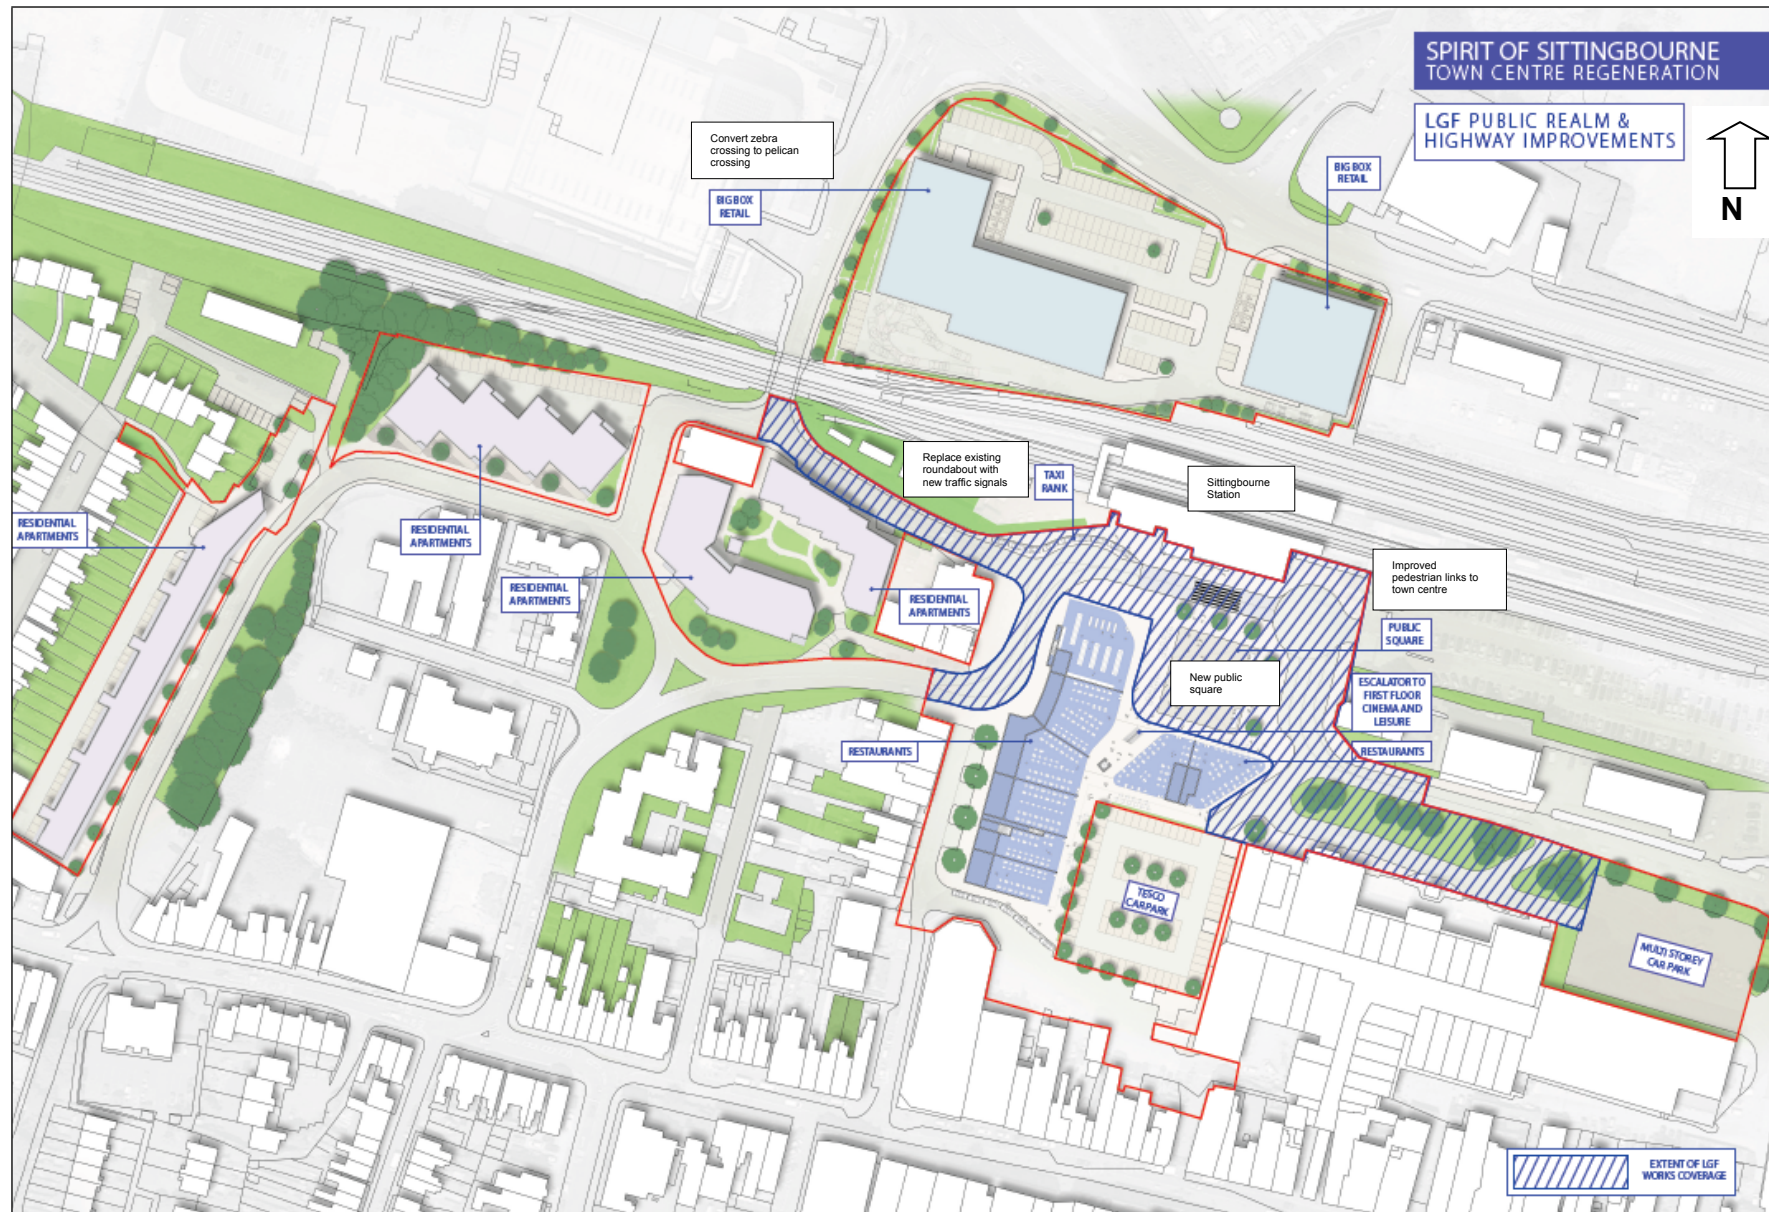 SPIRIT OF SITTINGBOURNE
TOWN CENTRE REGENERATION
LGF PUBLIC REALM &
HIGHWAY IMPROVEMENTS
N
Convert zebra
crossing to pelican
crossing
BIG BOX
RETAIL
BIG BOX
RETAIL
Replace existing
roundabout with
new traffic signals
TAXI
RANK
Sittingbourne
Station
RESIDENTIAL
APARTMENTS
RESIDENTIAL
APARTMENTS
RESIDENTIAL
APARTMENTS
RESIDENTIAL
APARTMENTS
Improved
pedestrian links to
town centre
PUBLIC
SQUARE
New public
square
ESCALATOR TO
FIRST FLOOR
CINEMA AND
LEISURE
RESTAURANTS
RESTAURANTS
TESCO
CAR PARK
MULTI STOREY
CAR PARK
EXTENT OF LGF
WORKS COVERAGE